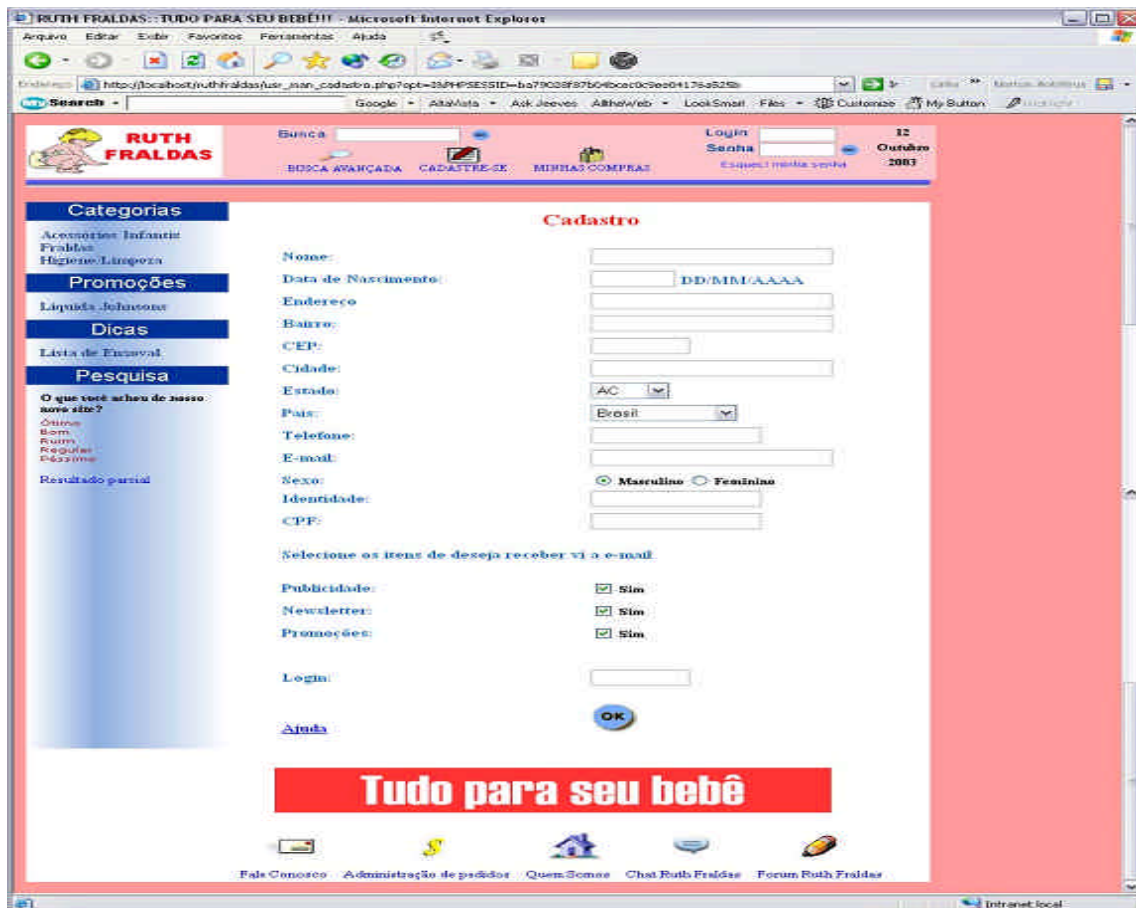 RUTH FRALDAS::TUDO PARA SEU BEBÊ!!! - Microsoft Internet Explorer
Arquivo Editar Exibir Favoritos Ferramentas Ajuda
Search
Google AltaVista Ask Jeeves AlltheWeb LookSmart Files Customize My Button
RUTH FRALDAS
Busca
BUSCA AVANÇADA CADASTRE-SE MINHAS COMPRAS
Login
Senha
Esqueci minha senha
12 Outubro 2003
Categorias
Acessórios Infantis
Fraldas
Higiene/Limpeza
Promoções
Liquida Johnsons
Dicas
Lista de Enxoval
Pesquisa
O que você achou de nosso novo site?
Ótimo
Bom
Ruim
Regular
Péssimo
Resultado parcial
Cadastro
Nome:
Data de Nascimento: DD/MM/AAAA
Endereço
Bairro:
CEP:
Cidade:
Estado: AC
País: Brasil
Telefone:
E-mail:
Sexo: Masculino Feminino
Identidade:
CPF:
Selecione os itens de deseja receber vi a e-mail
Publicidade: Sim
Newsletter: Sim
Promoções: Sim
Login:
OK
Ajuda
Tudo para seu bebê
Fale Conosco Administração de pedidos Quem Somos Chat Ruth Fraldas Forum Ruth Fraldas
Intranet local